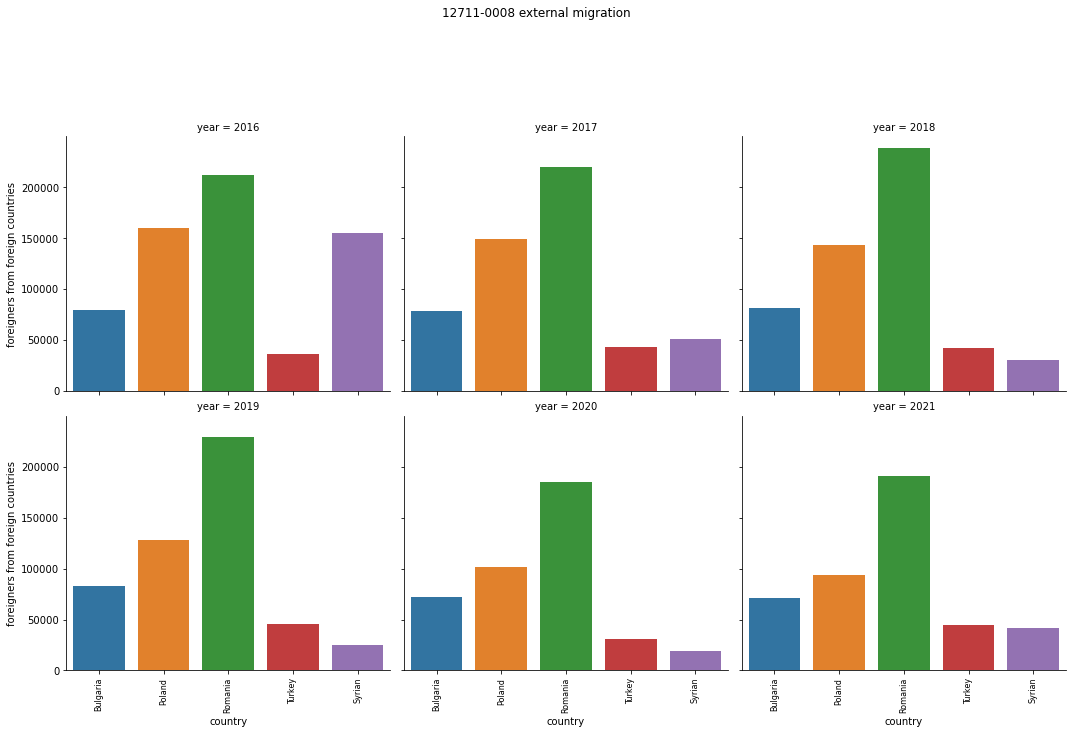 12711-0008 external migration
year = 2016
year = 2017
year = 2018
foreigners from foreign countries
200000
150000
100000
50000
0
year = 2019
year = 2020
year = 2021
foreigners from foreign countries
200000
150000
100000
50000
0
Bulgaria
Poland
Romania
Turkey
Syrian
country
Bulgaria
Poland
Romania
Turkey
Syrian
country
Bulgaria
Poland
Romania
Turkey
Syrian
country